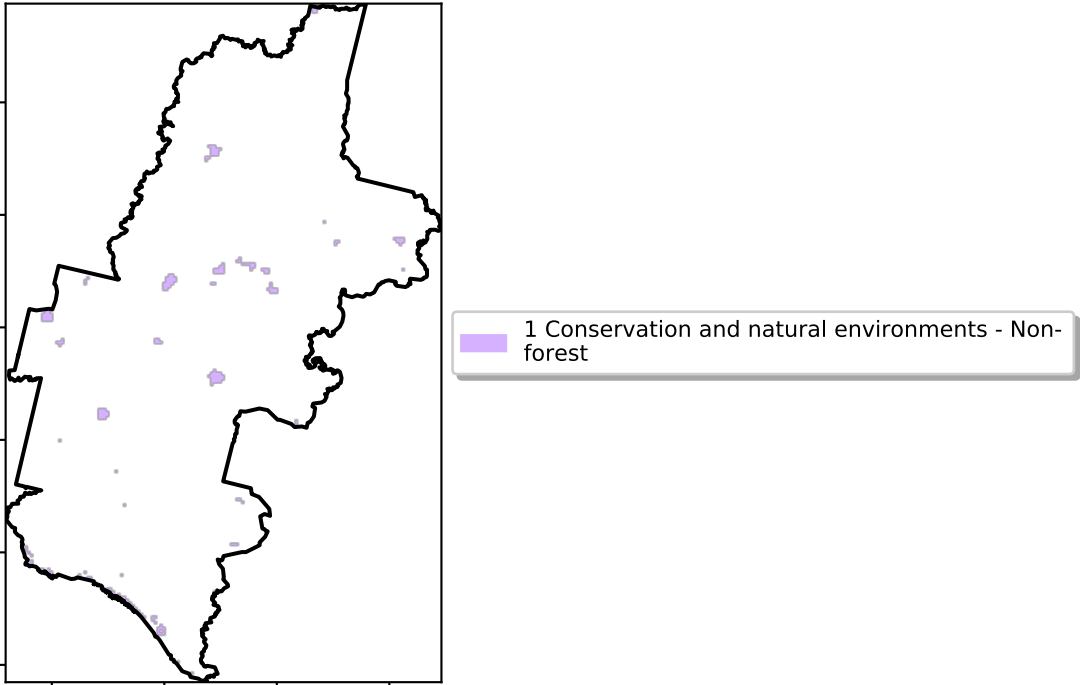 1 Conservation and natural environments - Non-
forest